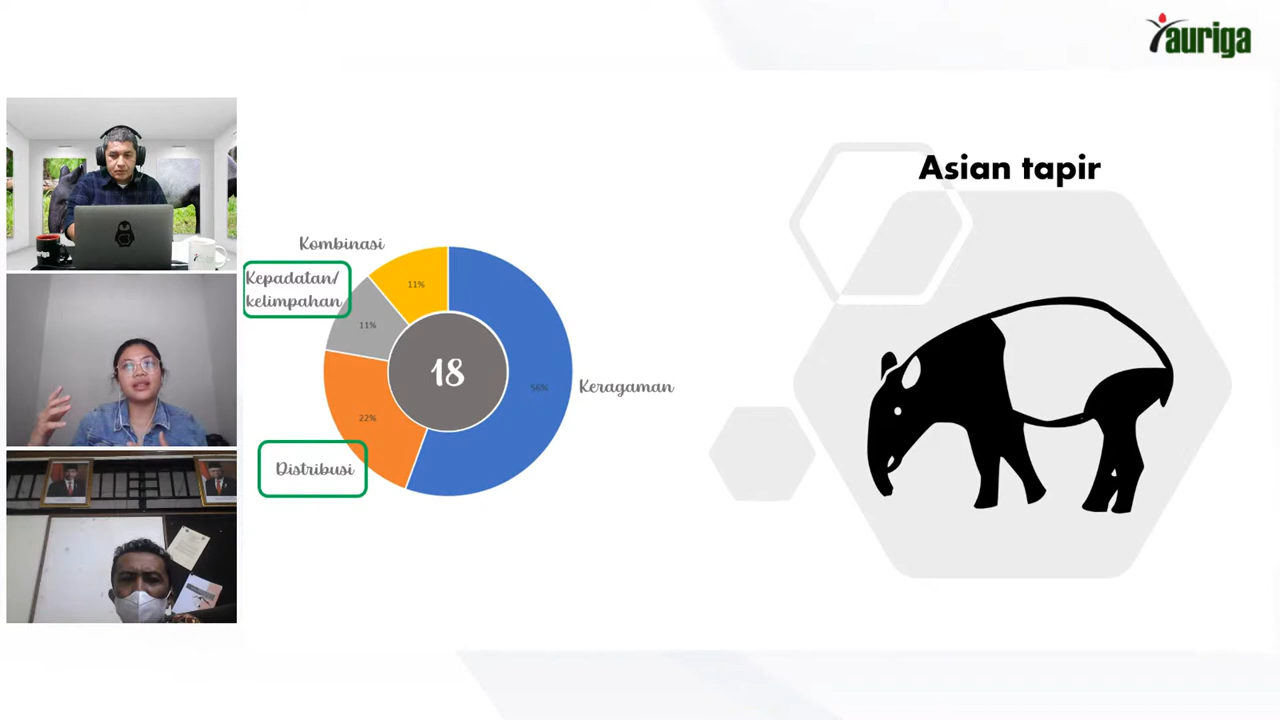 auriga
Asian tapir
Kombinasi
Kepadatan/
kelimpahan
11%
11%
18
56%
Keragaman
22%
Distribusi